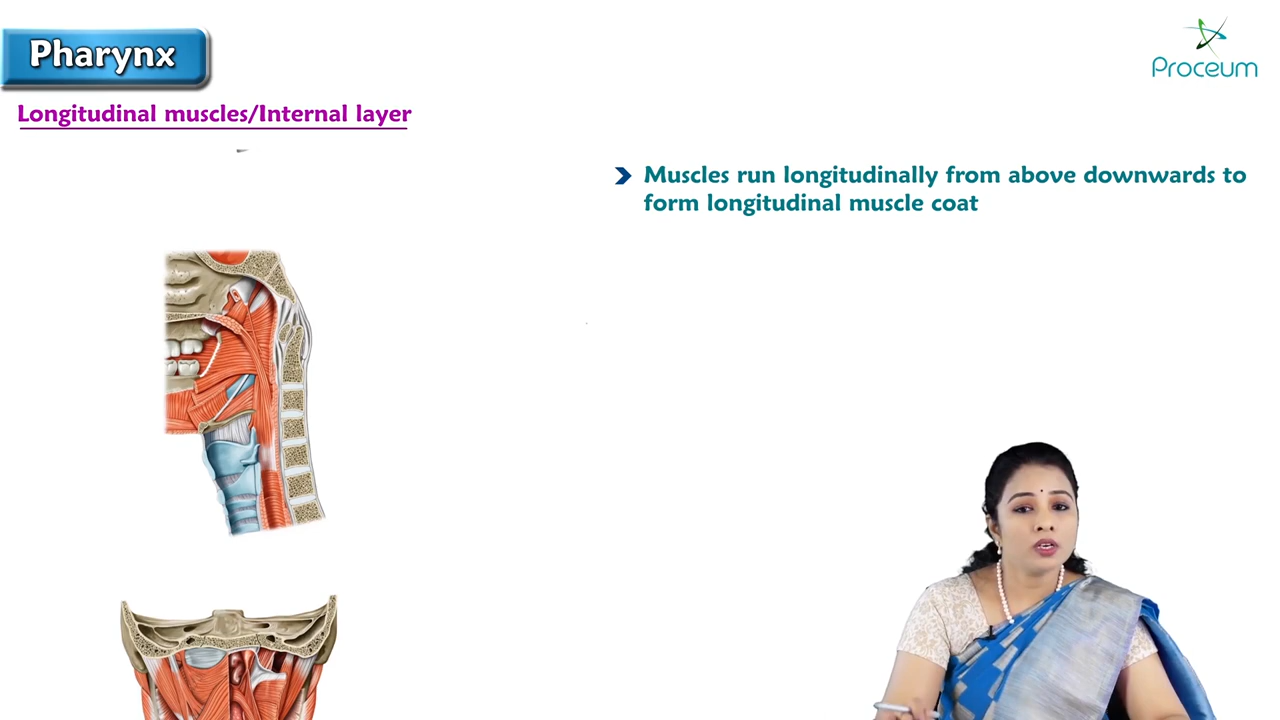 Pharynx
Proceum
Longitudinal muscles/Internal layer
Muscles run longitudinally from above downwards to
form longitudinal muscle coat